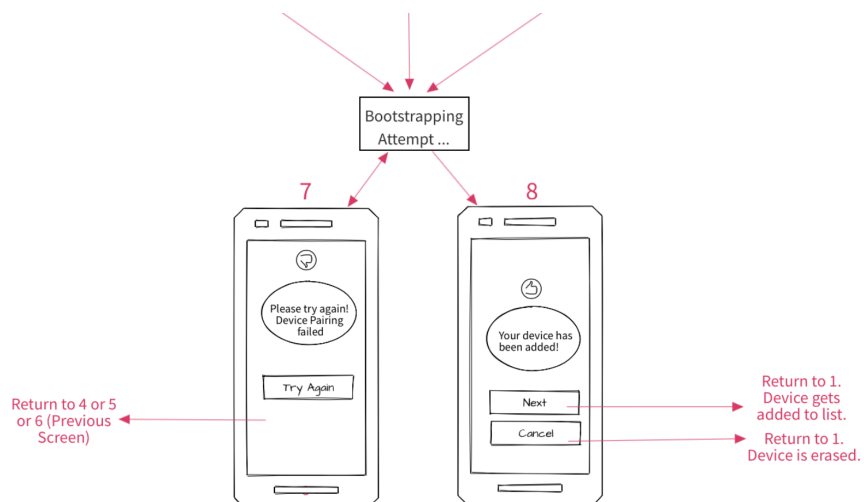 Bootstrapping
Attempt ...
7
8
Please try again!
Device Pairing
failed
Your device has
been added!
Try Again
Next
Cancel
Return to 4 or 5
or 6 (Previous
Screen)
Return to 1.
Device gets
added to list.
Return to 1.
Device is erased.